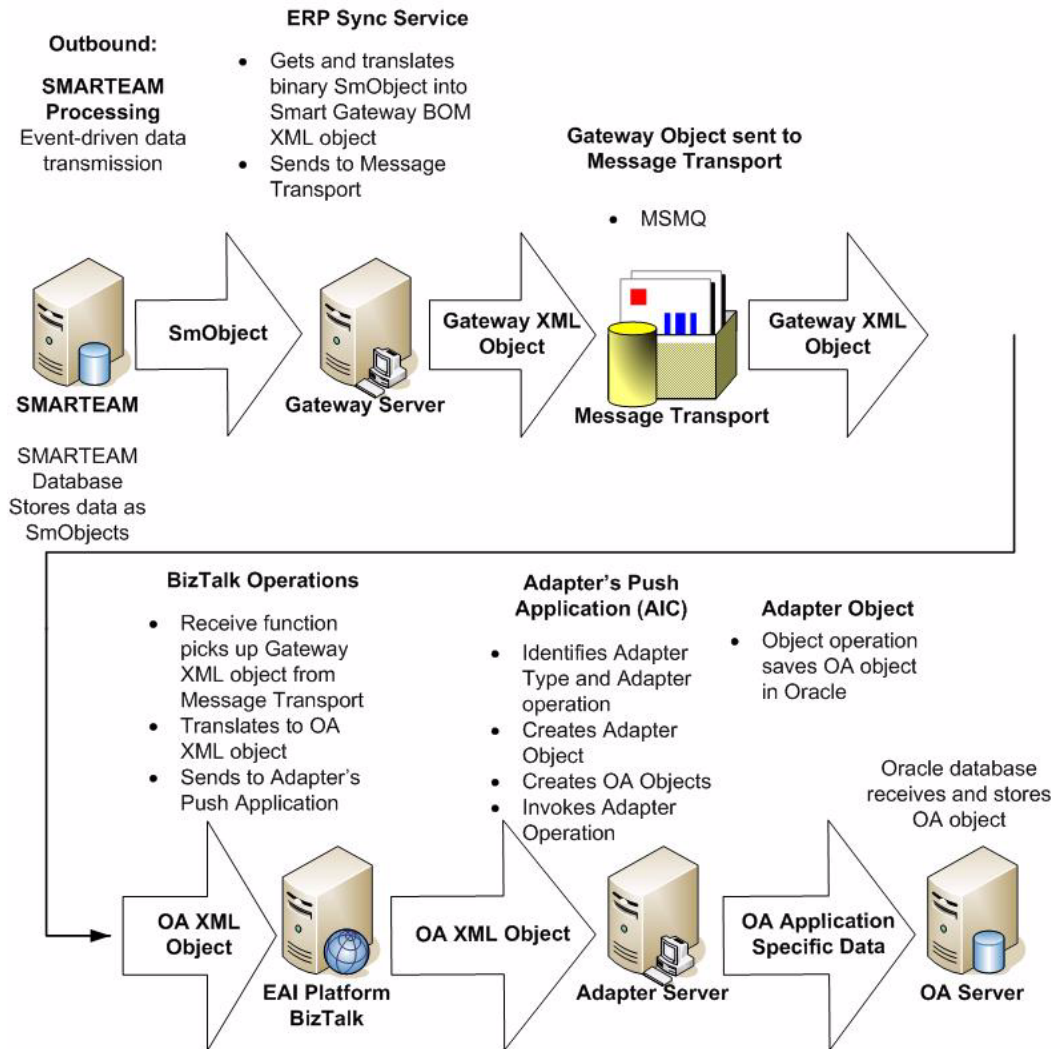 Outbound:
SMARTEAM
Processing
Event-driven data
transmission
ERP Sync Service
• Gets and translates
binary SmObject into
Smart Gateway BOM
XML object
• Sends to Message
Transport
Gateway Object sent to
Message Transport
• MSMQ
SmObject
Gateway XML
Object
Gateway XML
Object
SMARTEAM
Gateway Server
Message Transport
SMARTEAM
Database
Stores data as
SmObjects
BizTalk Operations
• Receive function
picks up Gateway
XML object from
Message Transport
• Translates to OA
XML object
• Sends to Adapter's
Push Application
Adapter's Push
Application (AIC)
• Identifies Adapter
Type and Adapter
operation
• Creates Adapter
Object
• Creates OA Objects
• Invokes Adapter
Operation
Adapter Object
• Object operation
saves OA object
in Oracle
Oracle database
receives and stores
OA object
OA XML
Object
OA XML Object
OA Application
Specific Data
EAI Platform
BizTalk
Adapter Server
OA Server